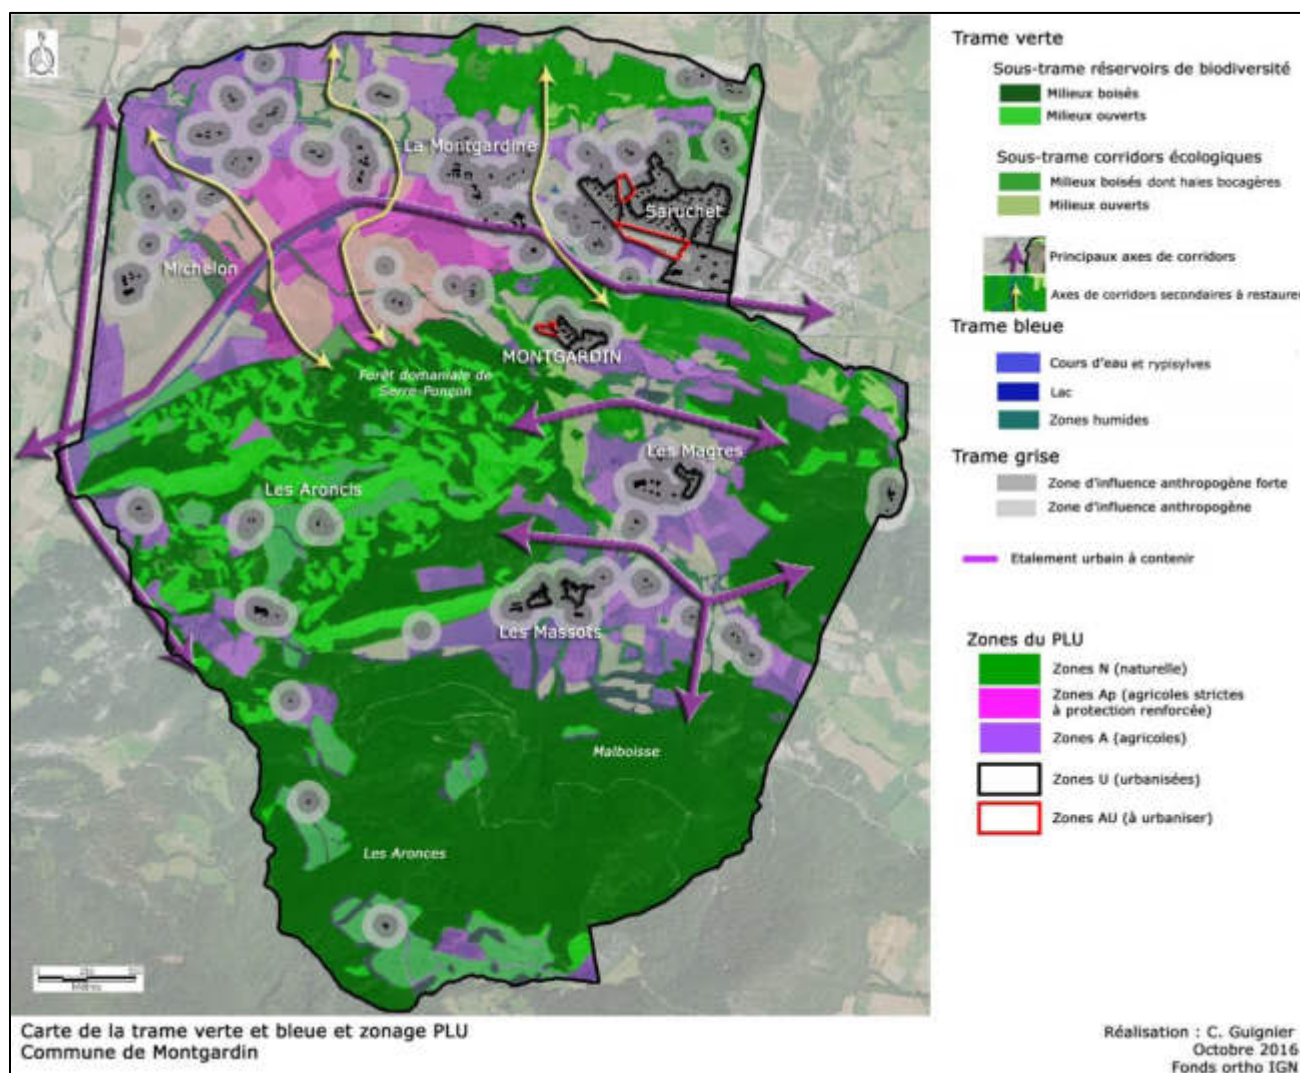 La Montgardine
Saruchet
Michelon
MONTGARDIN
Forêt domaniale de
Serre-Ponçon
Les Magres
Les Aroncis
Les Massots
Malboisse
Les Aronces
Mètres
Carte de la trame verte et bleue et zonage PLU
Commune de Montgardin
Trame verte
Sous-trame réservoirs de biodiversité
Milieux boisés
Milieux ouverts
Sous-trame corridors écologiques
Milieux boisés dont haies bocagères
Milieux ouverts
Principaux axes de corridors
Axes de corridors secondaires à restaurer
Trame bleue
Cours d'eau et rypisylves
Lac
Zones humides
Trame grise
Zone d'influence anthropogène forte
Zone d'influence anthropogène
Etalement urbain à contenir
Zones du PLU
Zones N (naturelle)
Zones Ap (agricoles strictes
à protection renforcée)
Zones A (agricoles)
Zones U (urbanisées)
Zones AU (à urbaniser)
Réalisation : C. Guignier
Octobre 2016
Fonds ortho IGN